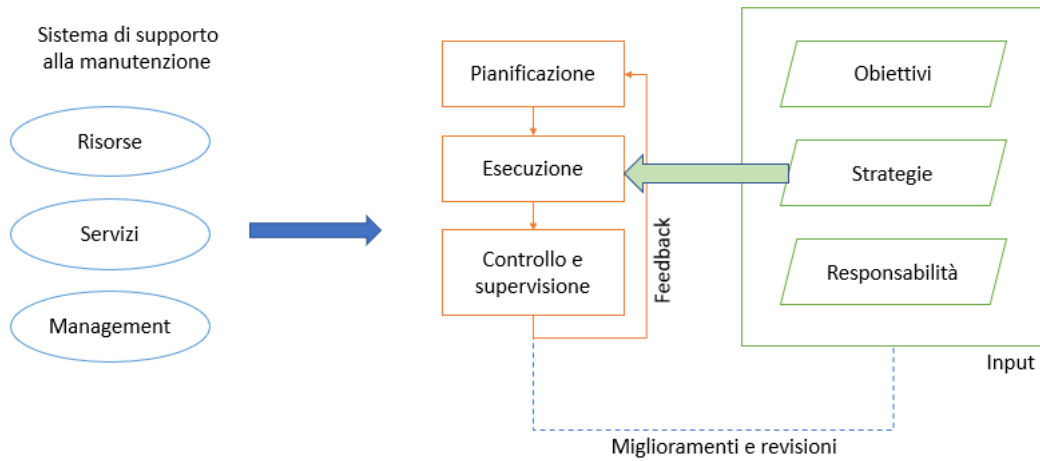 Sistema di supporto
alla manutenzione
Risorse
Servizi
Management
Pianificazione
Esecuzione
Controllo e
supervisione
Feedback
Obiettivi
Strategie
Responsabilità
Input
Miglioramenti e revisioni